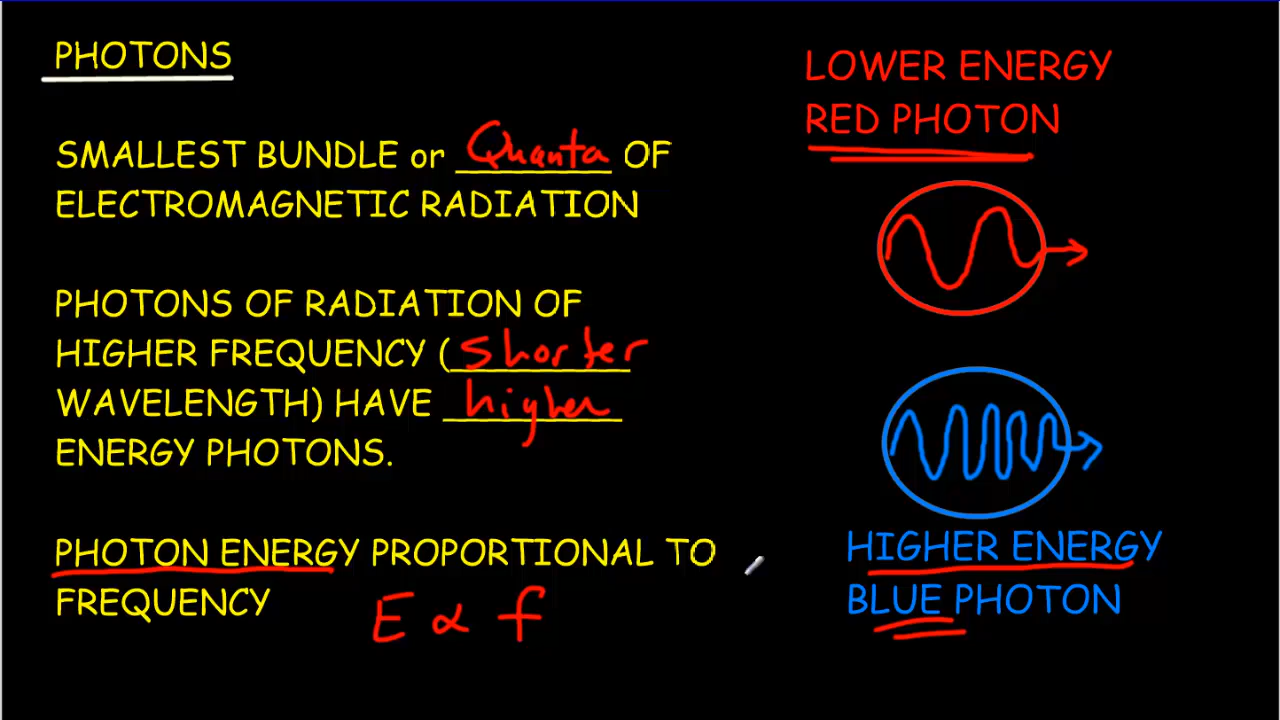 PHOTONS
SMALLEST BUNDLE or Quanta OF
ELECTROMAGNETIC RADIATION
PHOTONS OF RADIATION OF
HIGHER FREQUENCY (shorter
WAVELENGTH) HAVE higher
ENERGY PHOTONS.
PHOTON ENERGY PROPORTIONAL TO
FREQUENCY
E ∝ f
LOWER ENERGY
RED PHOTON
HIGHER ENERGY
BLUE PHOTON